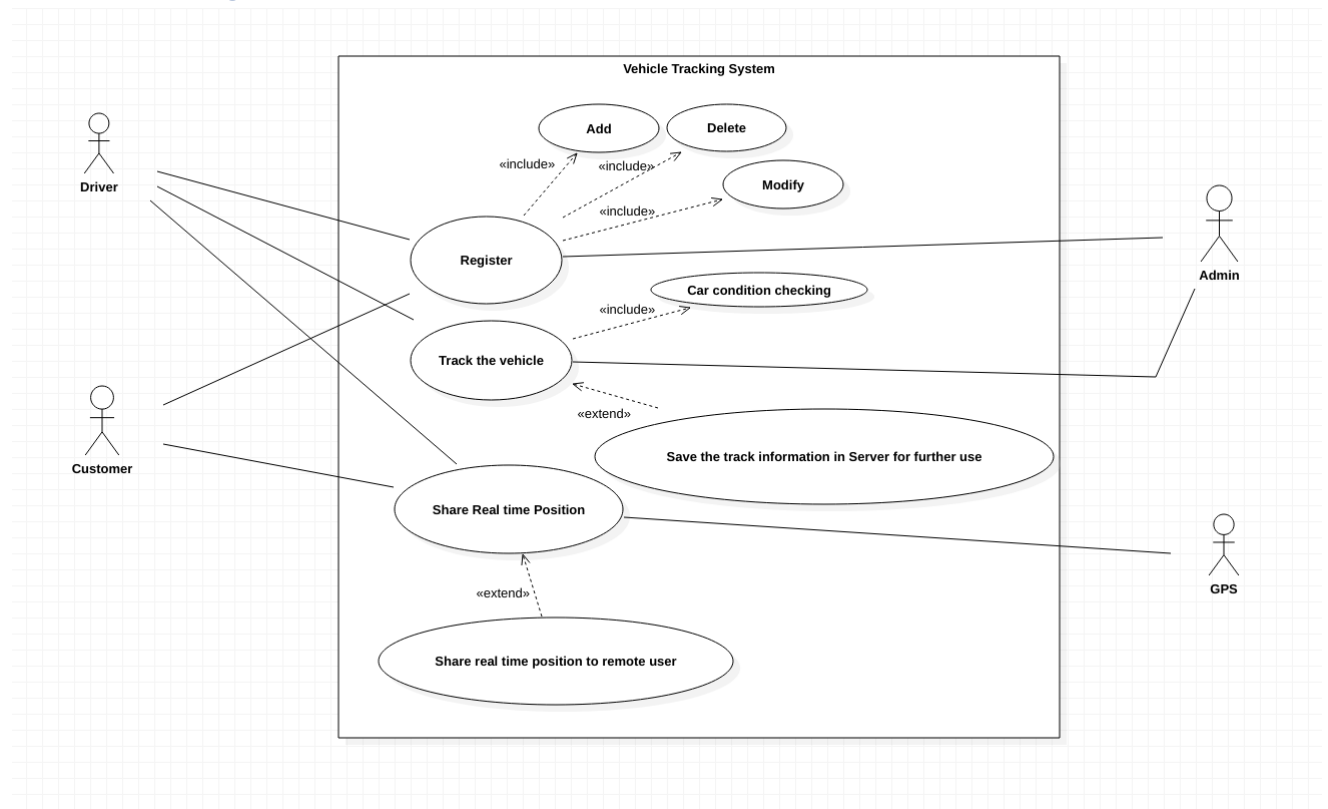 Vehicle Tracking System
Add
Delete
«include»
«include»
Modify
Driver
«include»
Register
Admin
Car condition checking
«include»
Track the vehicle
«extend»
Customer
Save the track information in Server for further use
Share Real time Position
GPS
«extend»
Share real time position to remote user